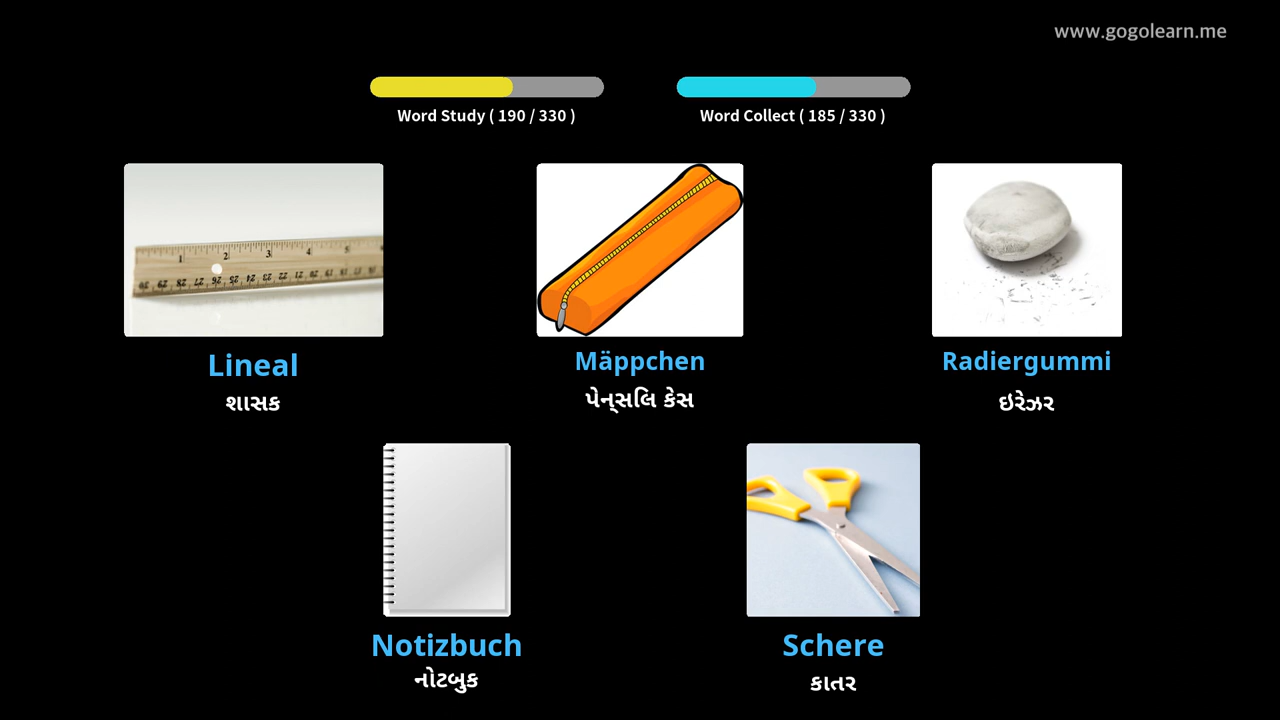 www.gogolearn.me
Word Study ( 190 / 330 )
Word Collect ( 185 / 330 )
Lineal
શાસક
Mäppchen
પેન્સિલ કેસ
Radiergummi
ઇરેઝર
Notizbuch
નોટબુક
Schere
કાતર